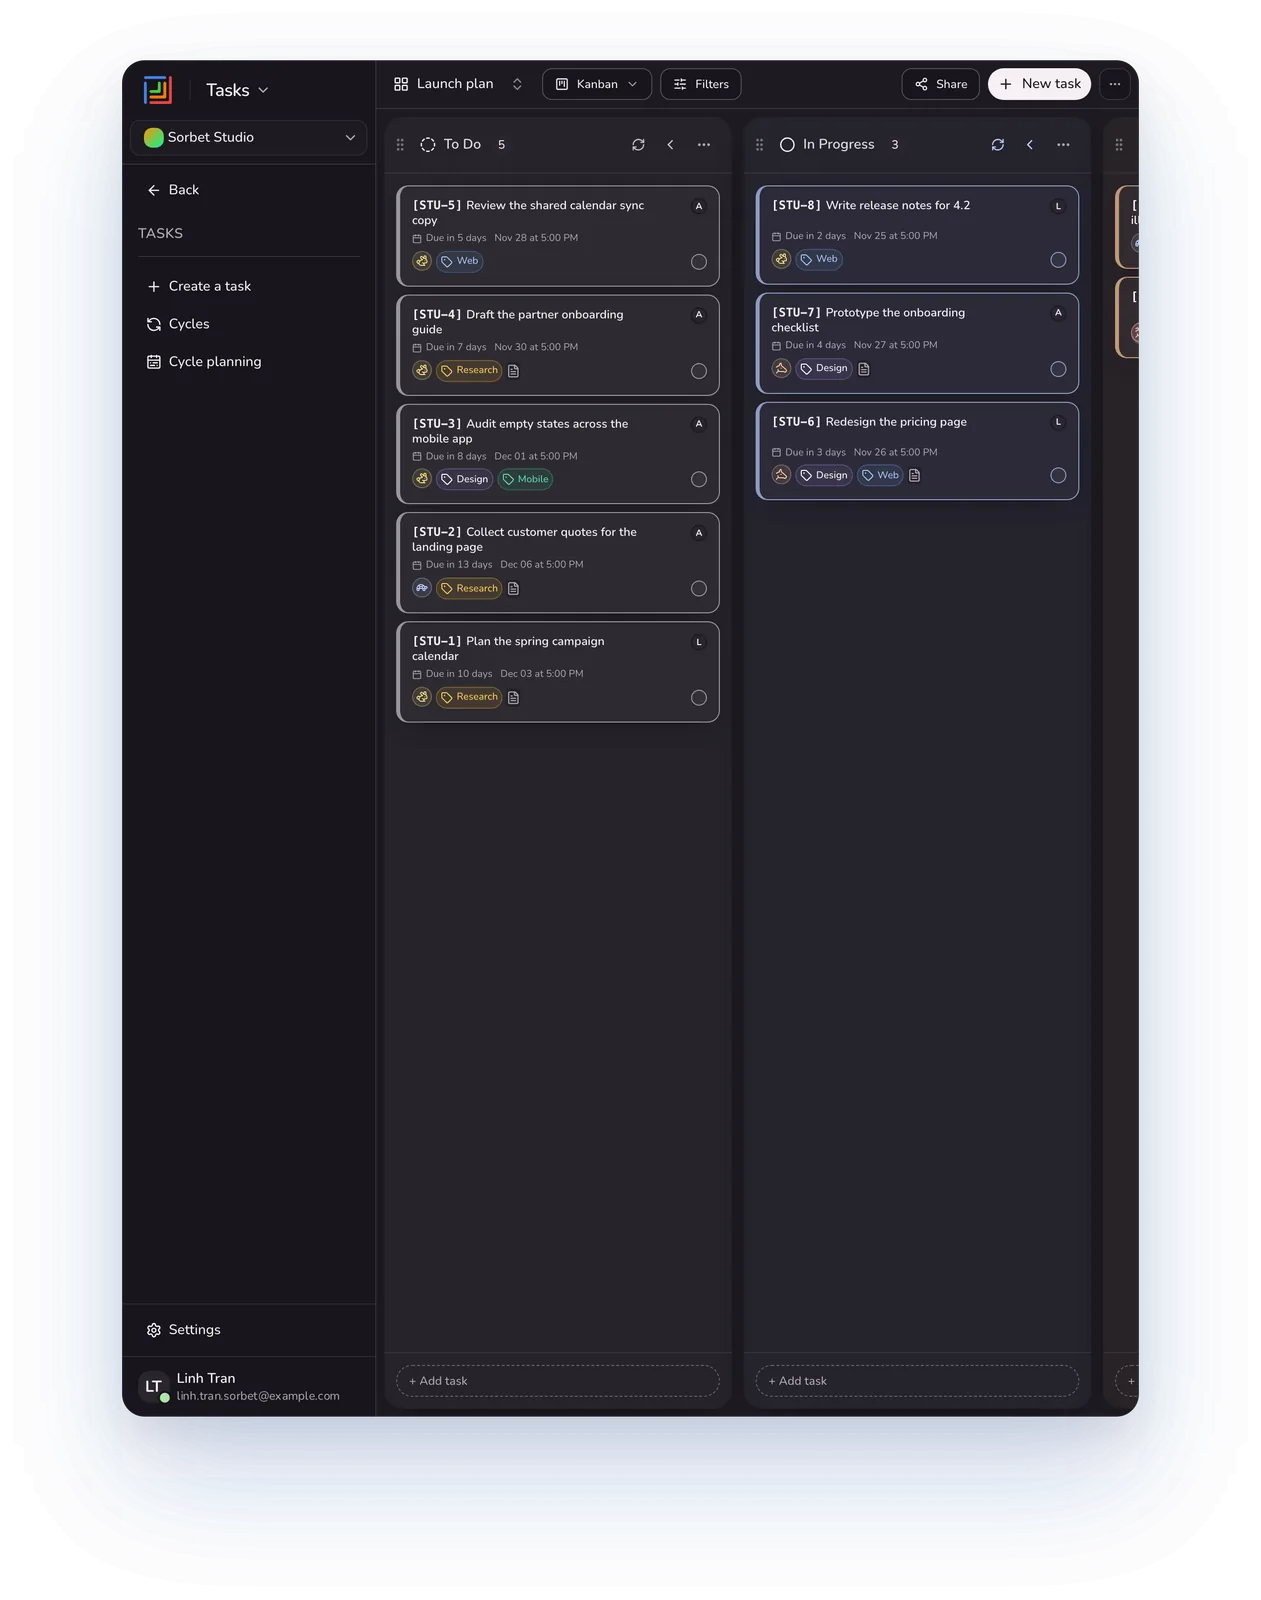 Tasks
Sorbet Studio
Back
TASKS
Create a task
Cycles
Cycle planning
Settings
LT
Linh Tran
linh.tran.sorbet@example.com
Launch plan
Kanban
Filters
Share
New task
To Do 5
[STU-5] Review the shared calendar sync
copy
A
Due in 5 days Nov 28 at 5:00 PM
Web
[STU-4] Draft the partner onboarding
guide
A
Due in 7 days Nov 30 at 5:00 PM
Research
[STU-3] Audit empty states across the
mobile app
A
Due in 8 days Dec 01 at 5:00 PM
Design Mobile
[STU-2] Collect customer quotes for the
landing page
A
Due in 13 days Dec 06 at 5:00 PM
Research
[STU-1] Plan the spring campaign
calendar
L
Due in 10 days Dec 03 at 5:00 PM
Research
+ Add task
In Progress 3
[STU-8] Write release notes for 4.2
L
Due in 2 days Nov 25 at 5:00 PM
Web
[STU-7] Prototype the onboarding
checklist
A
Due in 4 days Nov 27 at 5:00 PM
Design
[STU-6] Redesign the pricing page
L
Due in 3 days Nov 26 at 5:00 PM
Design Web
+ Add task
[
[
+